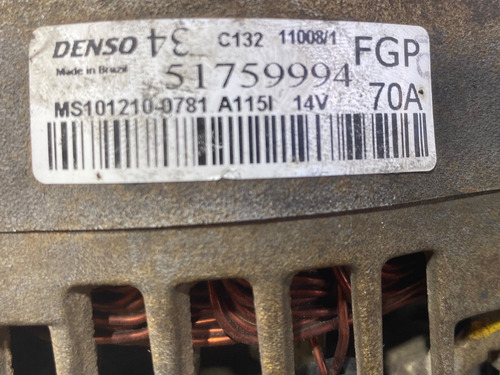 DENSO 34 C132 11008/1 FGP
Made in Brazil 51759994
MS101210-0781 A115I 14V 70A